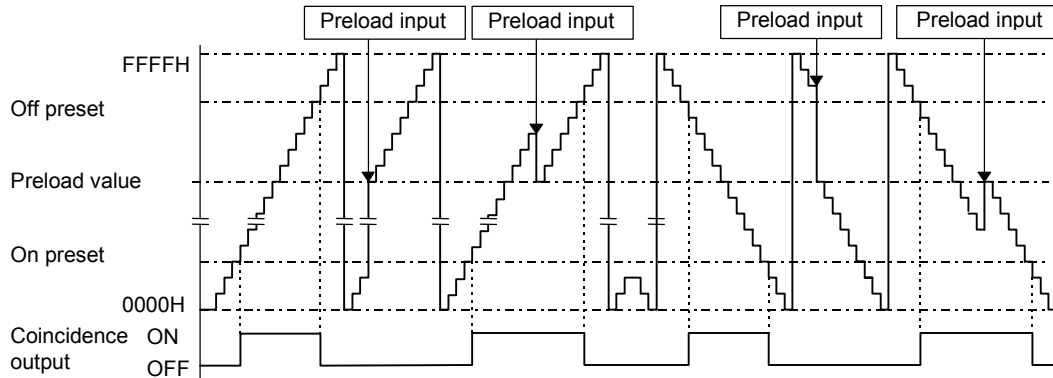 Preload input Preload input Preload input Preload input
FFFFH
Off preset
Preload value
On preset
0000H
Coincidence ON
output
OFF